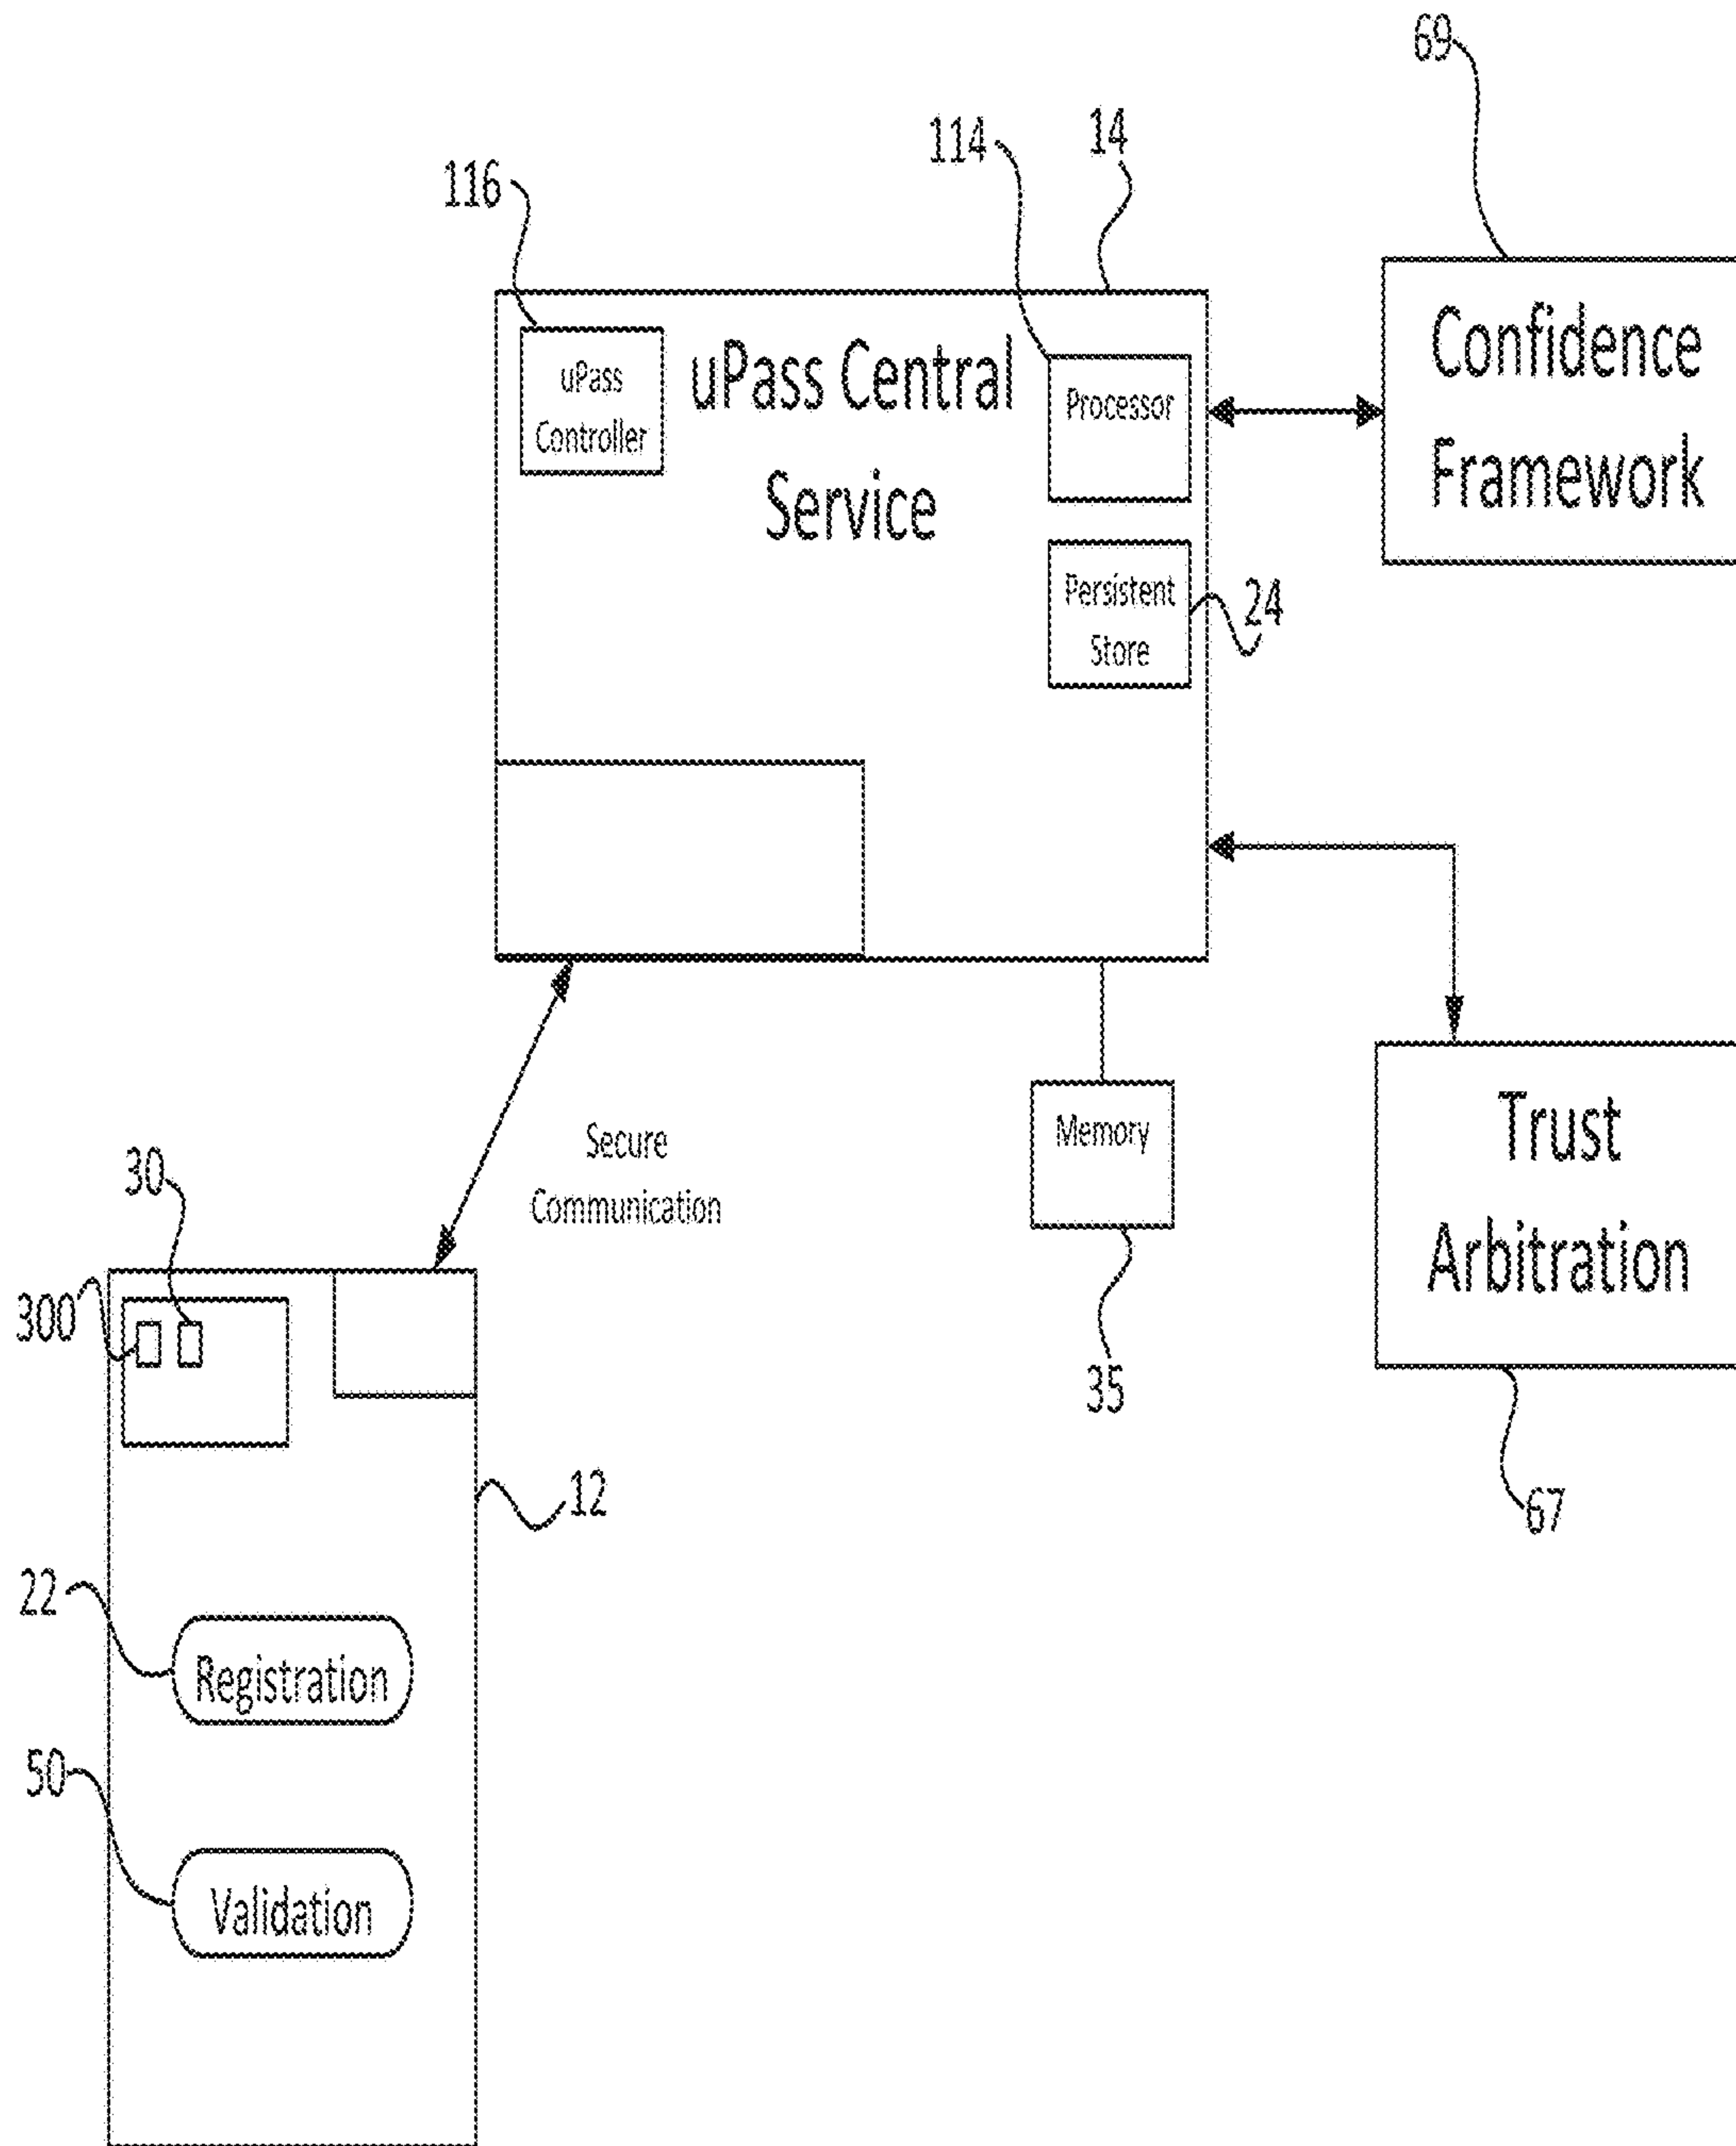 69
14
114
116
uPass
Controller
uPass Central
Service
Processor
Confidence
Framework
Persistent
Store
24
Secure
Communication
Memory
Trust
Arbitration
30
300
35
12
67
22
Registration
50
Validation